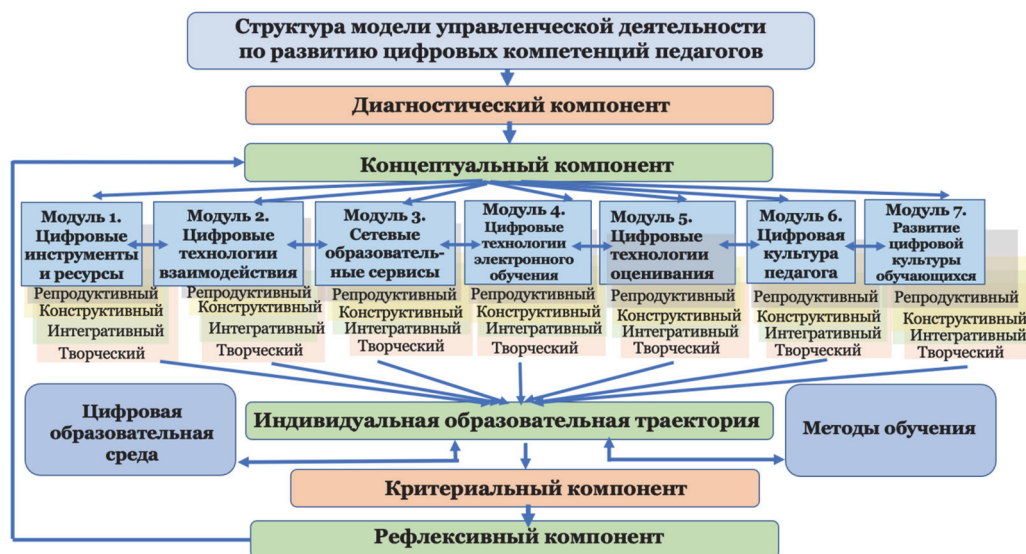 Структура модели управленческой деятельности
по развитию цифровых компетенций педагогов
Диагностический компонент
Концептуальный компонент
Модуль 1.
Цифровые
инструменты
и ресурсы
Репродуктивный
Конструктивный
Интегративный
Творческий
Модуль 2.
Цифровые
технологии
взаимодействия
Репродуктивный
Конструктивный
Интегративный
Творческий
Модуль 3.
Сетевые
образователь-
ные сервисы
Репродуктивный
Конструктивный
Интегративный
Творческий
Модуль 4.
Цифровые
технологии
электронного
обучения
Репродуктивный
Конструктивный
Интегративный
Творческий
Модуль 5.
Цифровые
технологии
оценивания
Репродуктивный
Конструктивный
Интегративный
Творческий
Модуль 6.
Цифровая
культура
педагога
Репродуктивный
Конструктивный
Интегративный
Творческий
Модуль 7.
Развитие
цифровой
культуры
обучающихся
Репродуктивный
Конструктивный
Интегративный
Творческий
Цифровая
образовательная
среда
Индивидуальная образовательная траектория
Методы обучения
Критериальный компонент
Рефлексивный компонент